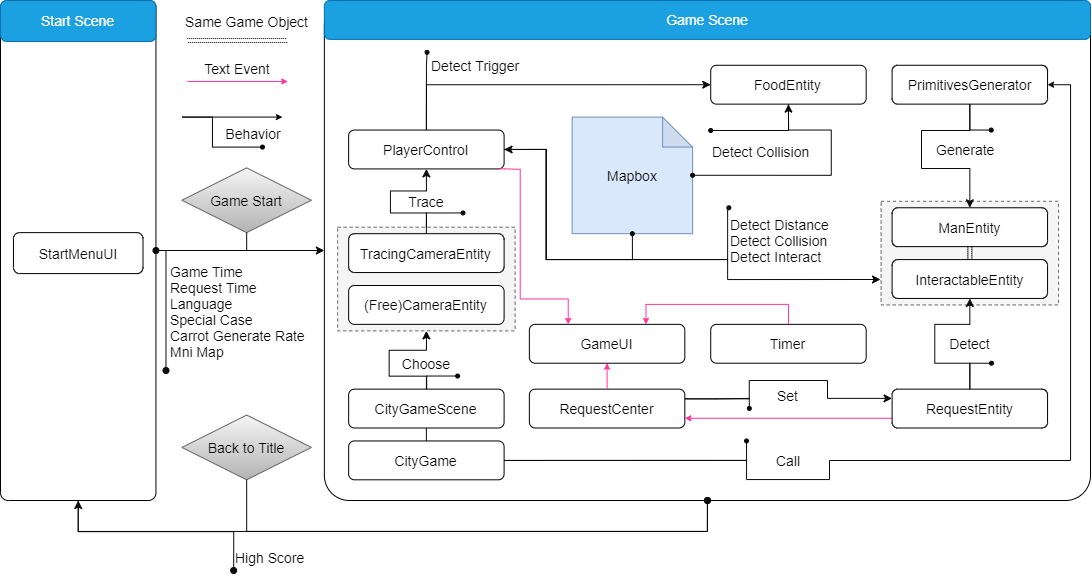 Start Scene
Same Game Object
Text Event
Behavior
Game Start
StartMenuUI
Game Time
Request Time
Language
Special Case
Carrot Generate Rate
Mni Map
Back to Title
High Score
Game Scene
Detect Trigger
FoodEntity
PrimitivesGenerator
PlayerControl
Mapbox
Detect Collision
Generate
Trace
TracingCameraEntity
(Free)CameraEntity
Detect Distance
Detect Collision
Detect Interact
ManEntity
InteractableEntity
GameUI
Timer
Detect
Choose
CityGameScene
RequestCenter
Set
RequestEntity
CityGame
Call